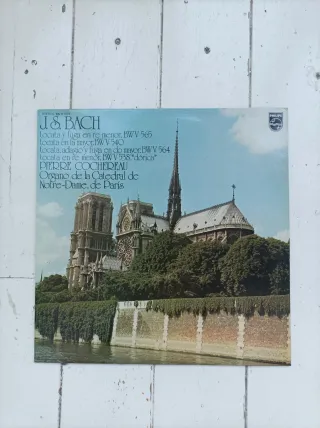 J.S. BACH
Tocata y fuga en re menor, BWV 565
Tocata en fa mayor, BWV 540
Tocata, adagio y fuga en do mayor, BWV 564
Tocata en re menor, BWV 538 "dórica"
PIERRE COCHEREAU
Organo de la Catedral de
Notre-Dame, de Paris
PHILIPS